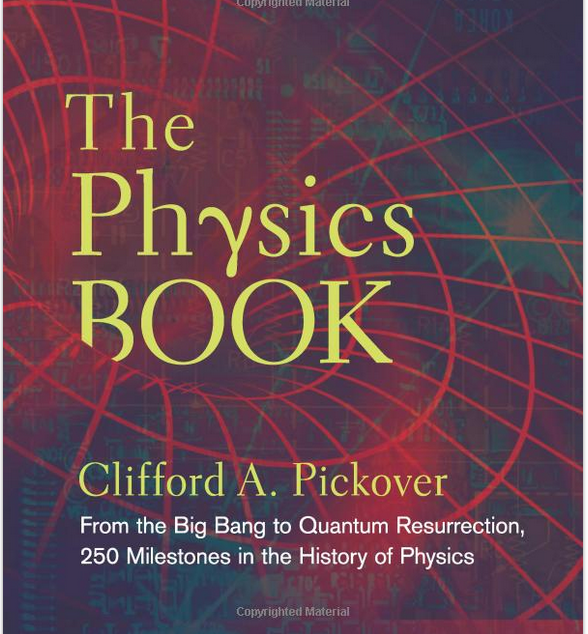 Copyrighted Material
The
Phγsics
BOOK
Clifford A. Pickover
From the Big Bang to Quantum Resurrection,
250 Milestones in the History of Physics
Copyrighted Material